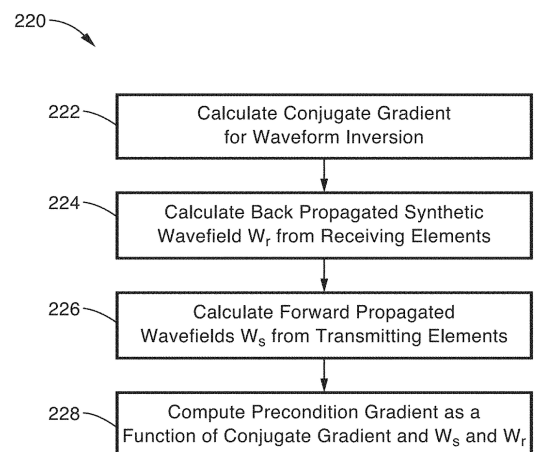 220
222
Calculate Conjugate Gradient
for Waveform Inversion
224
Calculate Back Propagated Synthetic
Wavefield Wr from Receiving Elements
226
Calculate Forward Propagated
Wavefields Ws from Transmitting Elements
228
Compute Precondition Gradient as a
Function of Conjugate Gradient and Ws and Wr